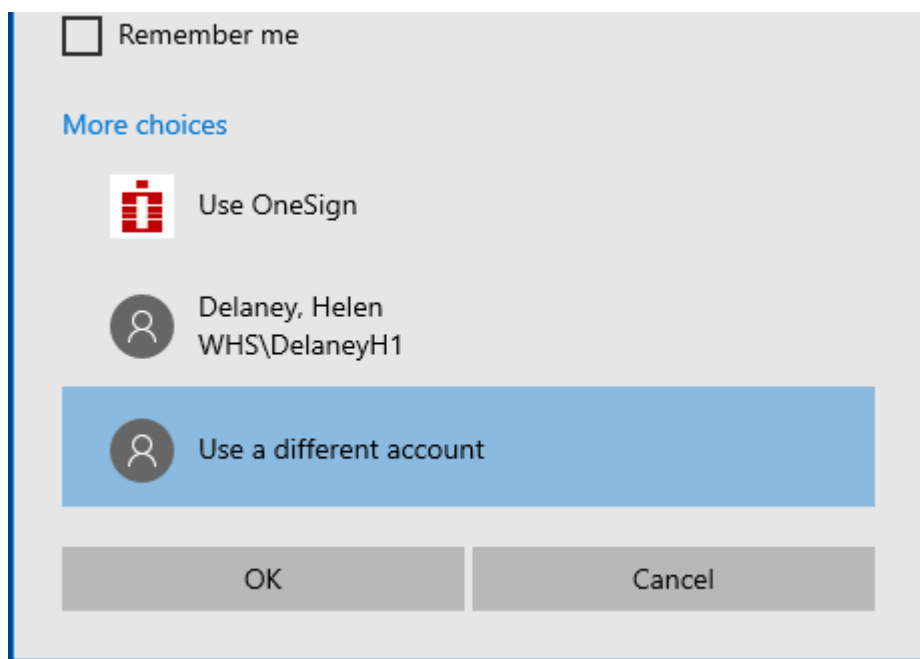 Remember me
More choices
Use OneSign
Delaney, Helen
WHS\DelaneyH1
Use a different account
OK
Cancel